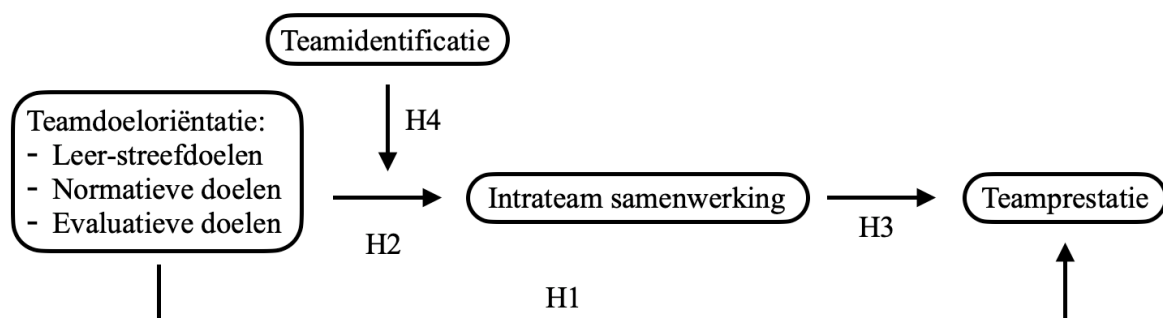 Teamidentificatie
Teamdoeloriëntatie:
- Leer-streefdoelen
- Normatieve doelen
- Evaluatieve doelen
H4
Intrateam samenwerking
Teamprestatie
H2
H3
H1